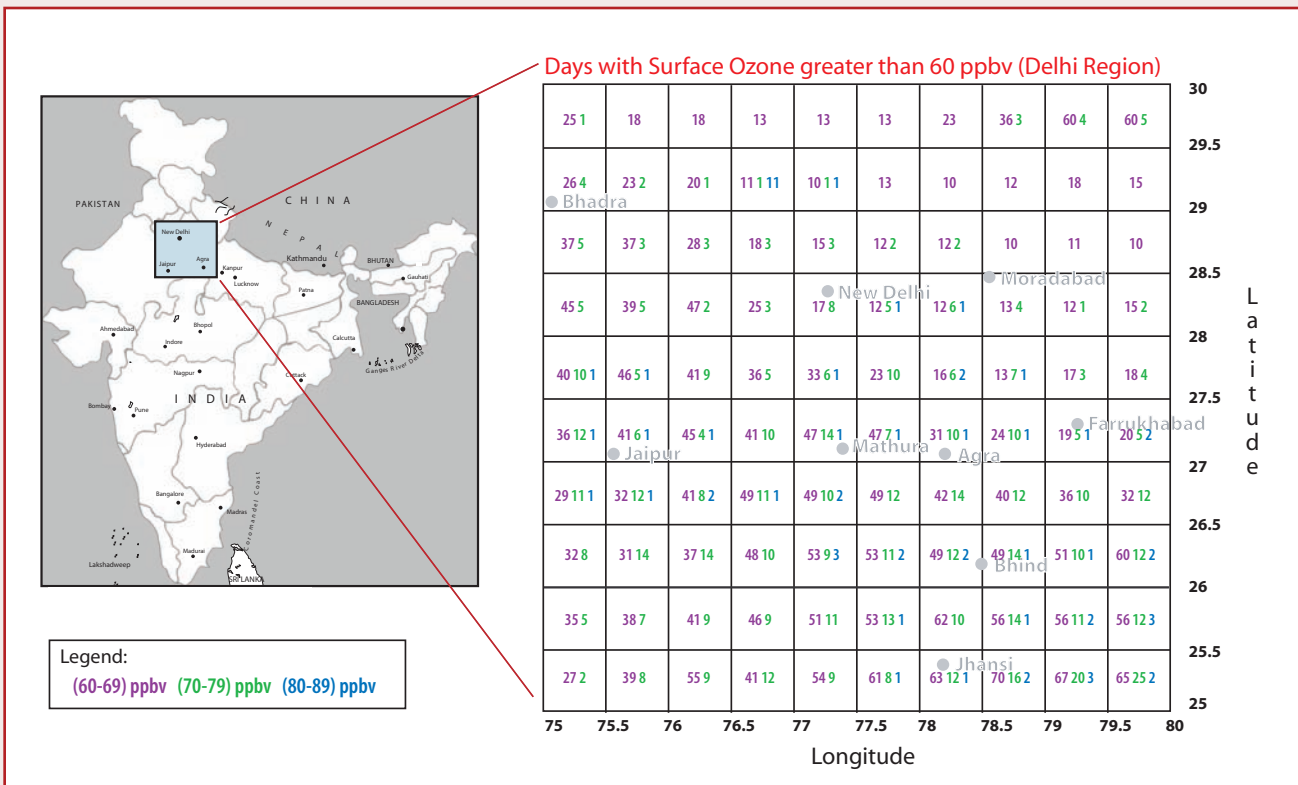 Days with Surface Ozone greater than 60 ppbv (Delhi Region)
PAKISTAN
CHINA
NEPAL
New Delhi
Jaipur
Agra
Kanpur
Lucknow
Kathmandu
BHUTAN
Gauhati
Patna
BANGLADESH
Ahmedabad
Bhopol
Indore
Calcutta
Ganges River Delta
Nagpur
Cuttack
INDIA
Bombay
Pune
Hyderabad
Coromandel Coast
Bangalore
Madras
Lakshadweep
Madurai
SRI LANKA
Legend:
(60-69) ppbv (70-79) ppbv (80-89) ppbv
30
25 1 18 18 13 13 13 23 36 3 60 4 60 5
29.5
26 4 23 2 20 1 11 1 11 10 1 1 13 10 12 18 15
Bhadra
29
37 5 37 3 28 3 18 3 15 3 12 2 12 2 10 11 10
28.5
Moradabad
New Delhi
45 5 39 5 47 2 25 3 17 8 12 5 1 12 6 1 13 4 12 1 15 2
28
40 10 1 46 5 1 41 9 36 5 33 6 1 23 10 16 6 2 13 7 1 17 3 18 4
27.5
Farrukhabad
36 12 1 41 6 1 45 4 1 41 10 47 14 1 47 7 1 31 10 1 24 10 1 19 5 1 20 5 2
Jaipur Mathura Agra
27
29 11 1 32 12 1 41 8 2 49 11 1 49 10 2 49 12 42 14 40 12 36 10 32 12
26.5
32 8 31 14 37 14 48 10 53 9 3 53 11 2 49 12 2 49 14 1 51 10 1 60 12 2
Bhind
26
35 5 38 7 41 9 46 9 51 11 53 13 1 62 10 56 14 1 56 11 2 56 12 3
25.5
Jhansi
27 2 39 8 55 9 41 12 54 9 61 8 1 63 12 1 70 16 2 67 20 3 65 25 2
25
75 75.5 76 76.5 77 77.5 78 78.5 79 79.5 80
Longitude
Latitude